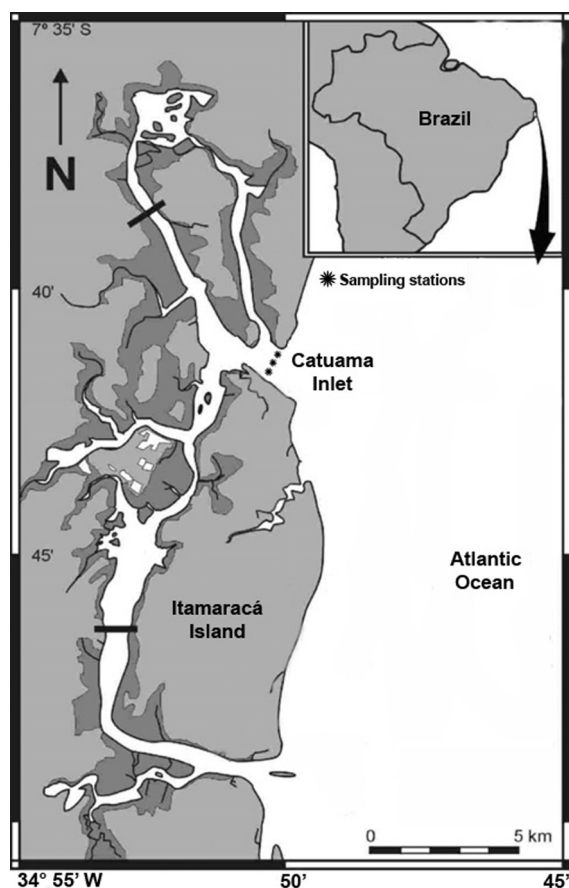 7° 35' S
N
Brazil
Sampling stations
40'
Catuama
Inlet
45'
Atlantic
Ocean
Itamaracá
Island
0 5 km
34° 55' W 50' 45'